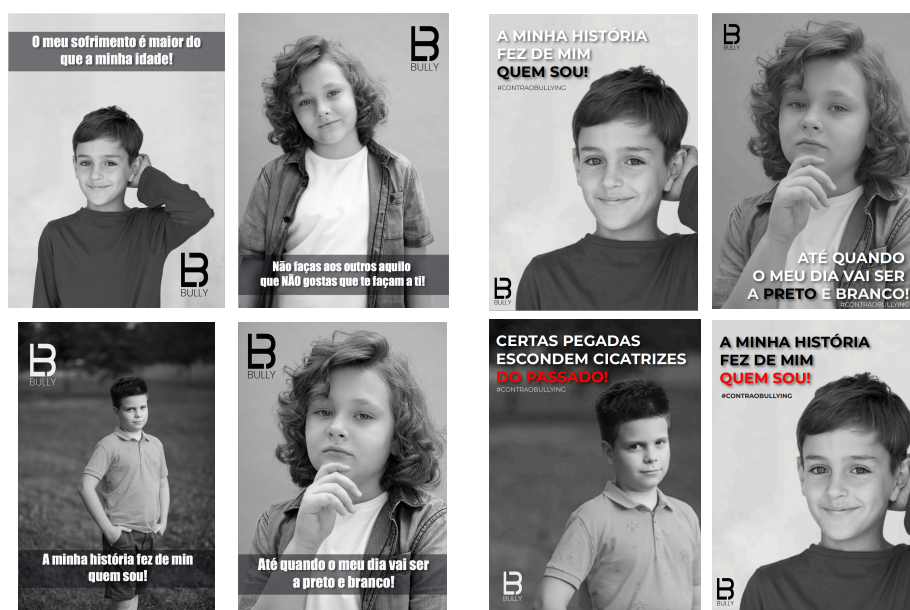 O meu sofrimento é maior do
que a minha idade!
BULLY
BULLY
Não faças aos outros aquilo
que NÃO gostas que te façam a ti!
A MINHA HISTÓRIA
FEZ DE MIM
QUEM SOU!
#CONTRAOBULLYING
BULLY
BULLY
ATÉ QUANDO
O MEU DIA VAI SER
A PRETO E BRANCO!
#CONTRAOBULLYING
BULLY
A minha história fez de min
quem sou!
BULLY
Até quando o meu dia vai ser
a preto e branco!
CERTAS PEGADAS
ESCONDEM CICATRIZES
DO PASSADO!
#CONTRAOBULLYING
BULLY
A MINHA HISTÓRIA
FEZ DE MIM
QUEM SOU!
#CONTRAOBULLYING
BULLY